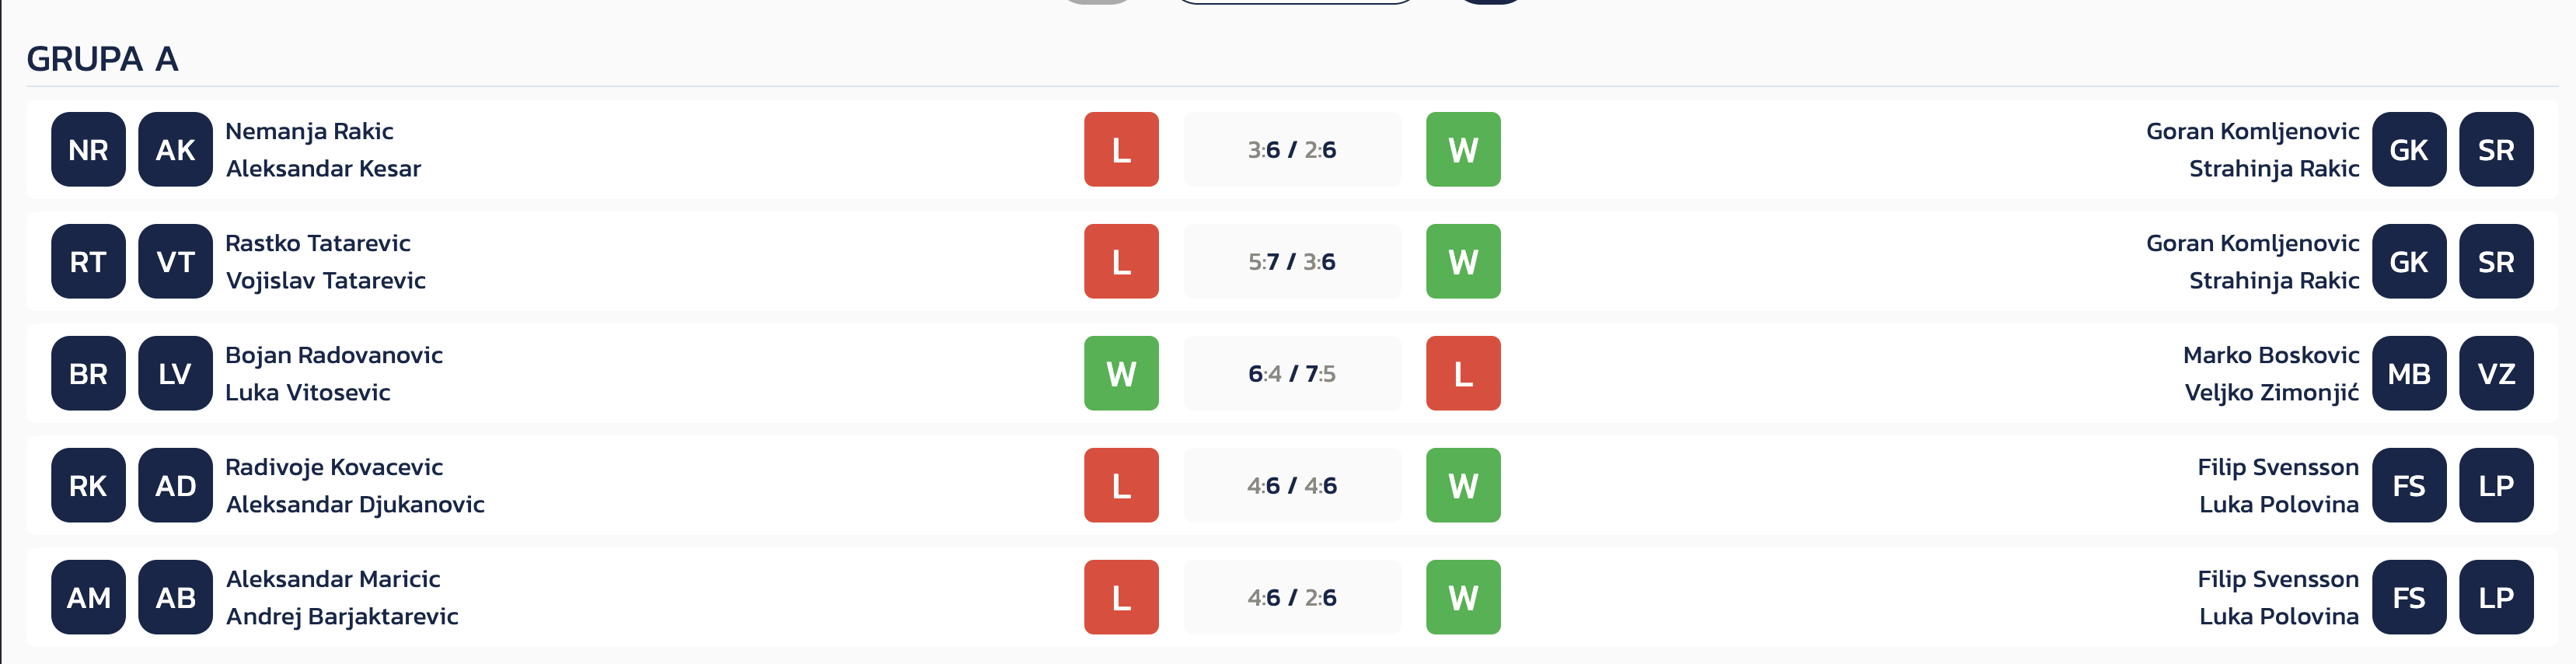 GRUPA A
NR AK Nemanja Rakic
Aleksandar Kesar
L 3:6 / 2:6 W
Goran Komljenovic
Strahinja Rakic
GK SR
RT VT Rastko Tatarevic
Vojislav Tatarevic
L 5:7 / 3:6 W
Goran Komljenovic
Strahinja Rakic
GK SR
BR LV Bojan Radovanovic
Luka Vitosevic
W 6:4 / 7:5 L
Marko Boskovic
Veljko Zimonjić
MB VZ
RK AD Radivoje Kovacevic
Aleksandar Djukanovic
L 4:6 / 4:6 W
Filip Svensson
Luka Polovina
FS LP
AM AB Aleksandar Maricic
Andrej Barjaktarevic
L 4:6 / 2:6 W
Filip Svensson
Luka Polovina
FS LP